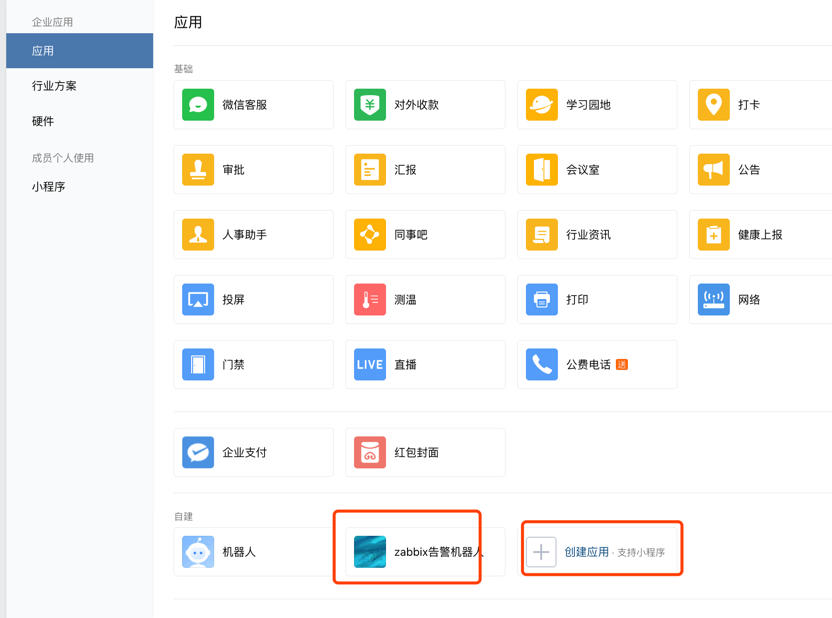 企业应用
应用
行业方案
硬件
成员个人使用
小程序
应用
基础
微信客服
对外收款
学习园地
打卡
审批
汇报
会议室
公告
人事助手
同事吧
行业资讯
健康上报
投屏
测温
打印
网络
门禁
LIVE 直播
公费电话 送
企业支付
红包封面
自建
机器人
zabbix告警机器人
创建应用 · 支持小程序